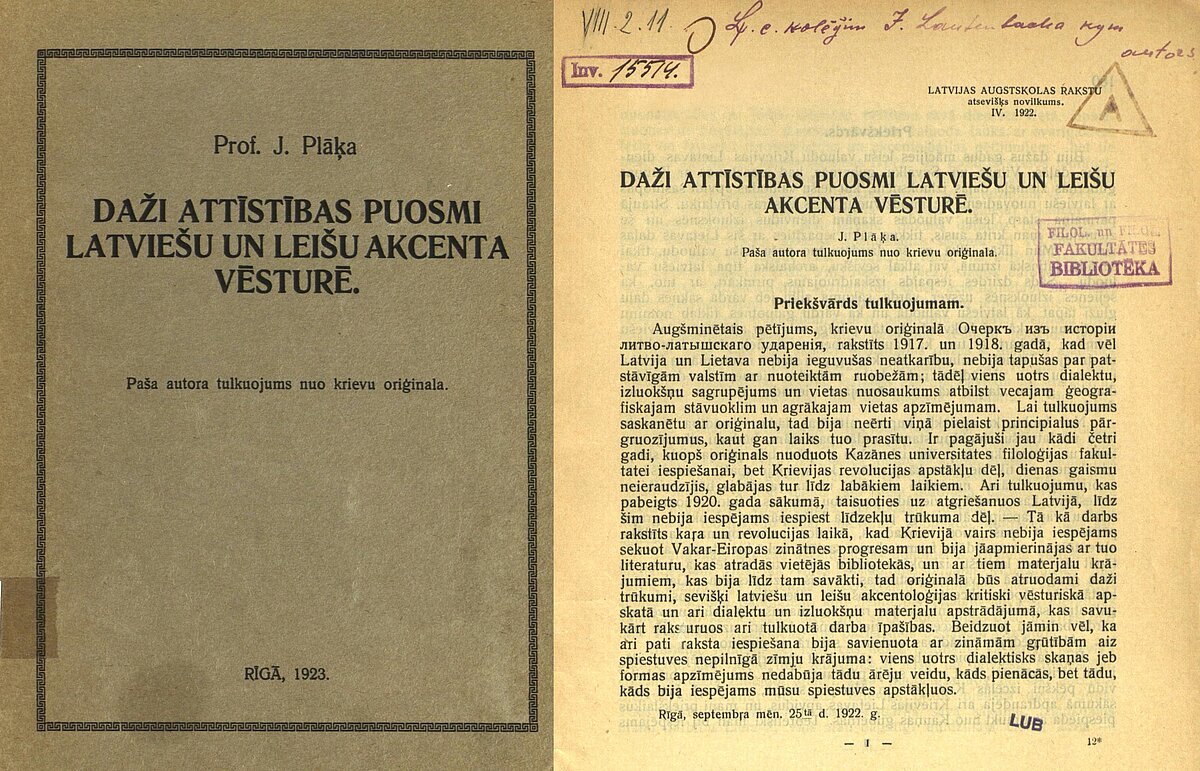 Prof. J. Plāķa
DAŽI ATTĪSTĪBAS PUOSMI
LATVIEŠU UN LEIŠU AKCENTA
VĒSTURĒ.
Paša autora tulkuojums nuo krievu oriģinala.
RĪGĀ, 1923.
VIII-2.11.
L. c. kolēģim J. Lautenbacha kgm
autors
Inv. 15514.
LATVIJAS AUGSTSKOLAS RAKSTU
atsevišķs novilkums.
IV. 1922.
A
DAŽI ATTĪSTĪBAS PUOSMI LATVIEŠU UN LEIŠU
AKCENTA VĒSTURĒ.
J. Plāķa.
Paša autora tulkuojums nuo krievu oriģinala.
FILOL. un FILOZ.
FAKULTĀTES
BIBLIOTĒKA
Priekšvārds tulkuojumam.
Augšminētais pētījums, krievu oriģinalā Очеркъ изъ исторіи
литво-латышскаго ударенія, rakstīts 1917. un 1918. gadā, kad vēl
Latvija un Lietava nebija ieguvušas neatkarību, nebija tapušas par pat-
stāvīgām valstīm ar nuoteiktām ruobežām; tādēļ viens uotrs dialektu,
izluokšņu sagrupējums un vietas nuosaukums atbilst vecajam ģeogra-
fiskajam stāvuoklim un agrākajam vietas apzīmējumam. Lai tulkuojums
saskanētu ar oriģinalu, tad bija neērti viņā pielaist principialus pār-
gruozījumus, kaut gan laiks tuo prasītu. Ir pagājuši jau kādi četri
gadi, kuopš oriģinals nuoduots Kazānes universitates filoloģijas fakul-
tatei iespiešanai, bet Krievijas revolucijas apstākļu dēļ, dienas gaismu
neieraudzījis, glabājas tur līdz labākiem laikiem. Ari tulkuojumu, kas
pabeigts 1920. gada sākumā, taisuoties uz atgriešanuos Latvijā, līdz
šim nebija iespējams iespiest līdzekļu trūkuma dēļ. — Tā kā darbs
rakstīts kara un revolucijas laikā, kad Krievijā vairs nebija iespējams
sekuot Vakar-Eiropas zinātnes progresam un bija jāapmierinājas ar tuo
literaturu, kas atradās vietējās bibliotekās, un ar tiem materjalu krā-
jumiem, kas bija līdz tam savākti, tad oriģinalā būs atruodami daži
trūkumi, sevišķi latviešu un leišu akcentoloģijas kritiski vēsturiskā ap-
skatā un ari dialektu un izluokšņu materjalu apstrādājumā, kas savu-
kārt raksturuos ari tulkuotā darba īpašības. Beidzuot jāmin vēl, ka
ari pati raksta iespiešana bija savienuota ar zināmām grūtībām aiz
spiestuves nepilnīgā zīmju krājuma: viens uotrs dialektisks skaņas jeb
formas apzīmējums nedabūja tādu ārēju veidu, kāds pienācās, bet tādu,
kāds bija iespējams mūsu spiestuves apstākļuos.
Rīgā, septembra mēn. 25tā d. 1922. g.
LUB
— 1 —
12*